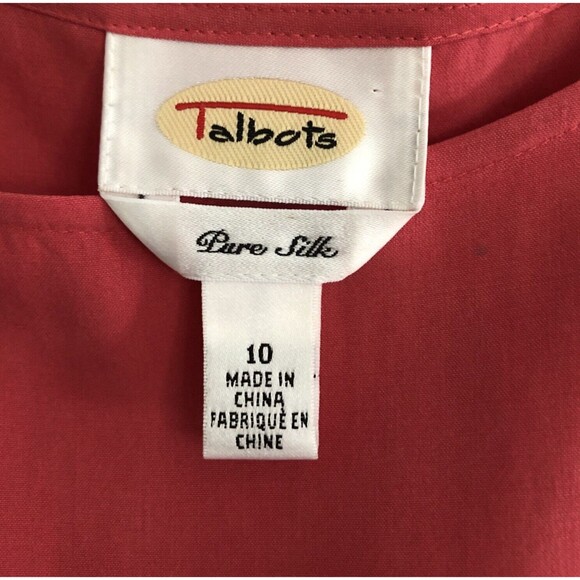 Talbots
Pure Silk
10
MADE IN
CHINA
FABRIQUÉ EN
CHINE